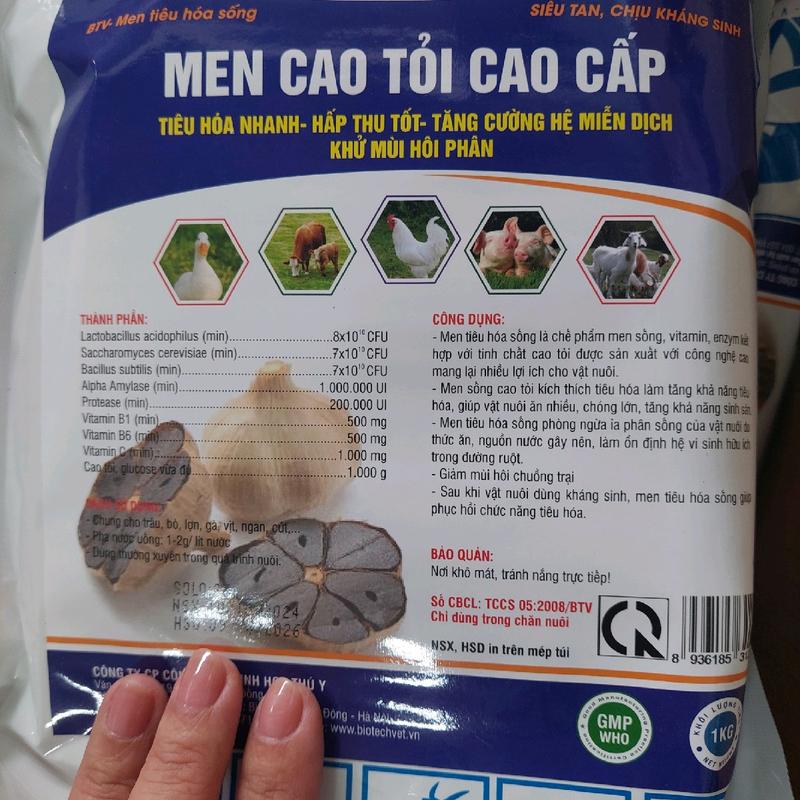 BTV- Men tiêu hóa sống
SIÊU TAN, CHỊU KHÁNG SINH
MEN CAO TỎI CAO CẤP
TIÊU HÓA NHANH- HẤP THU TỐT- TĂNG CƯỜNG HỆ MIỄN DỊCH
KHỬ MÙI HÔI PHÂN
THÀNH PHẦN:
Lactobacillus acidophilus (min)....8x10¹⁰ CFU
Saccharomyces cerevisiae (min)....7x10¹⁰ CFU
Bacillus subtilis (min)....7x10¹⁰ CFU
Alpha Amylase (min)....1.000.000 UI
Protease (min)....200.000 UI
Vitamin B1 (min)....500 mg
Vitamin B6 (min)....500 mg
Vitamin C (min)....1.000 mg
Cao tỏi, glucose vừa đủ....1.000 g
- Chung cho trâu, bò, lợn, gà, vịt, ngan, cút,...
- Pha nước uống: 1-2g/ lít nước
- Dùng thường xuyên trong quá trình nuôi.
CÔNG DỤNG:
- Men tiêu hóa sống là chế phẩm men sống, vitamin, enzym kết
hợp với tinh chất cao tỏi được sản xuất với công nghệ cao
mang lại nhiều lợi ích cho vật nuôi.
- Men sống cao tỏi kích thích tiêu hóa làm tăng khả năng tiêu
hóa, giúp vật nuôi ăn nhiều, chóng lớn, tăng khả năng sinh sản.
- Men tiêu hóa sống phòng ngừa ỉa phân sống của vật nuôi do
thức ăn, nguồn nước gây nên, làm ổn định hệ vi sinh hữu ích
trong đường ruột.
- Giảm mùi hôi chuồng trại
- Sau khi vật nuôi dùng kháng sinh, men tiêu hóa sống giúp
phục hồi chức năng tiêu hóa.
BẢO QUẢN:
Nơi khô mát, tránh nắng trực tiếp!
Số CBCL: TCCS 05:2008/BTV
Chỉ dùng trong chăn nuôi
NSX, HSD in trên mép túi
8 936185
CÔNG TY CP
THÚ Y
Đông - Hà
www.biotechvet.vn
GMP
WHO
KHỐI LƯỢNG
1KG